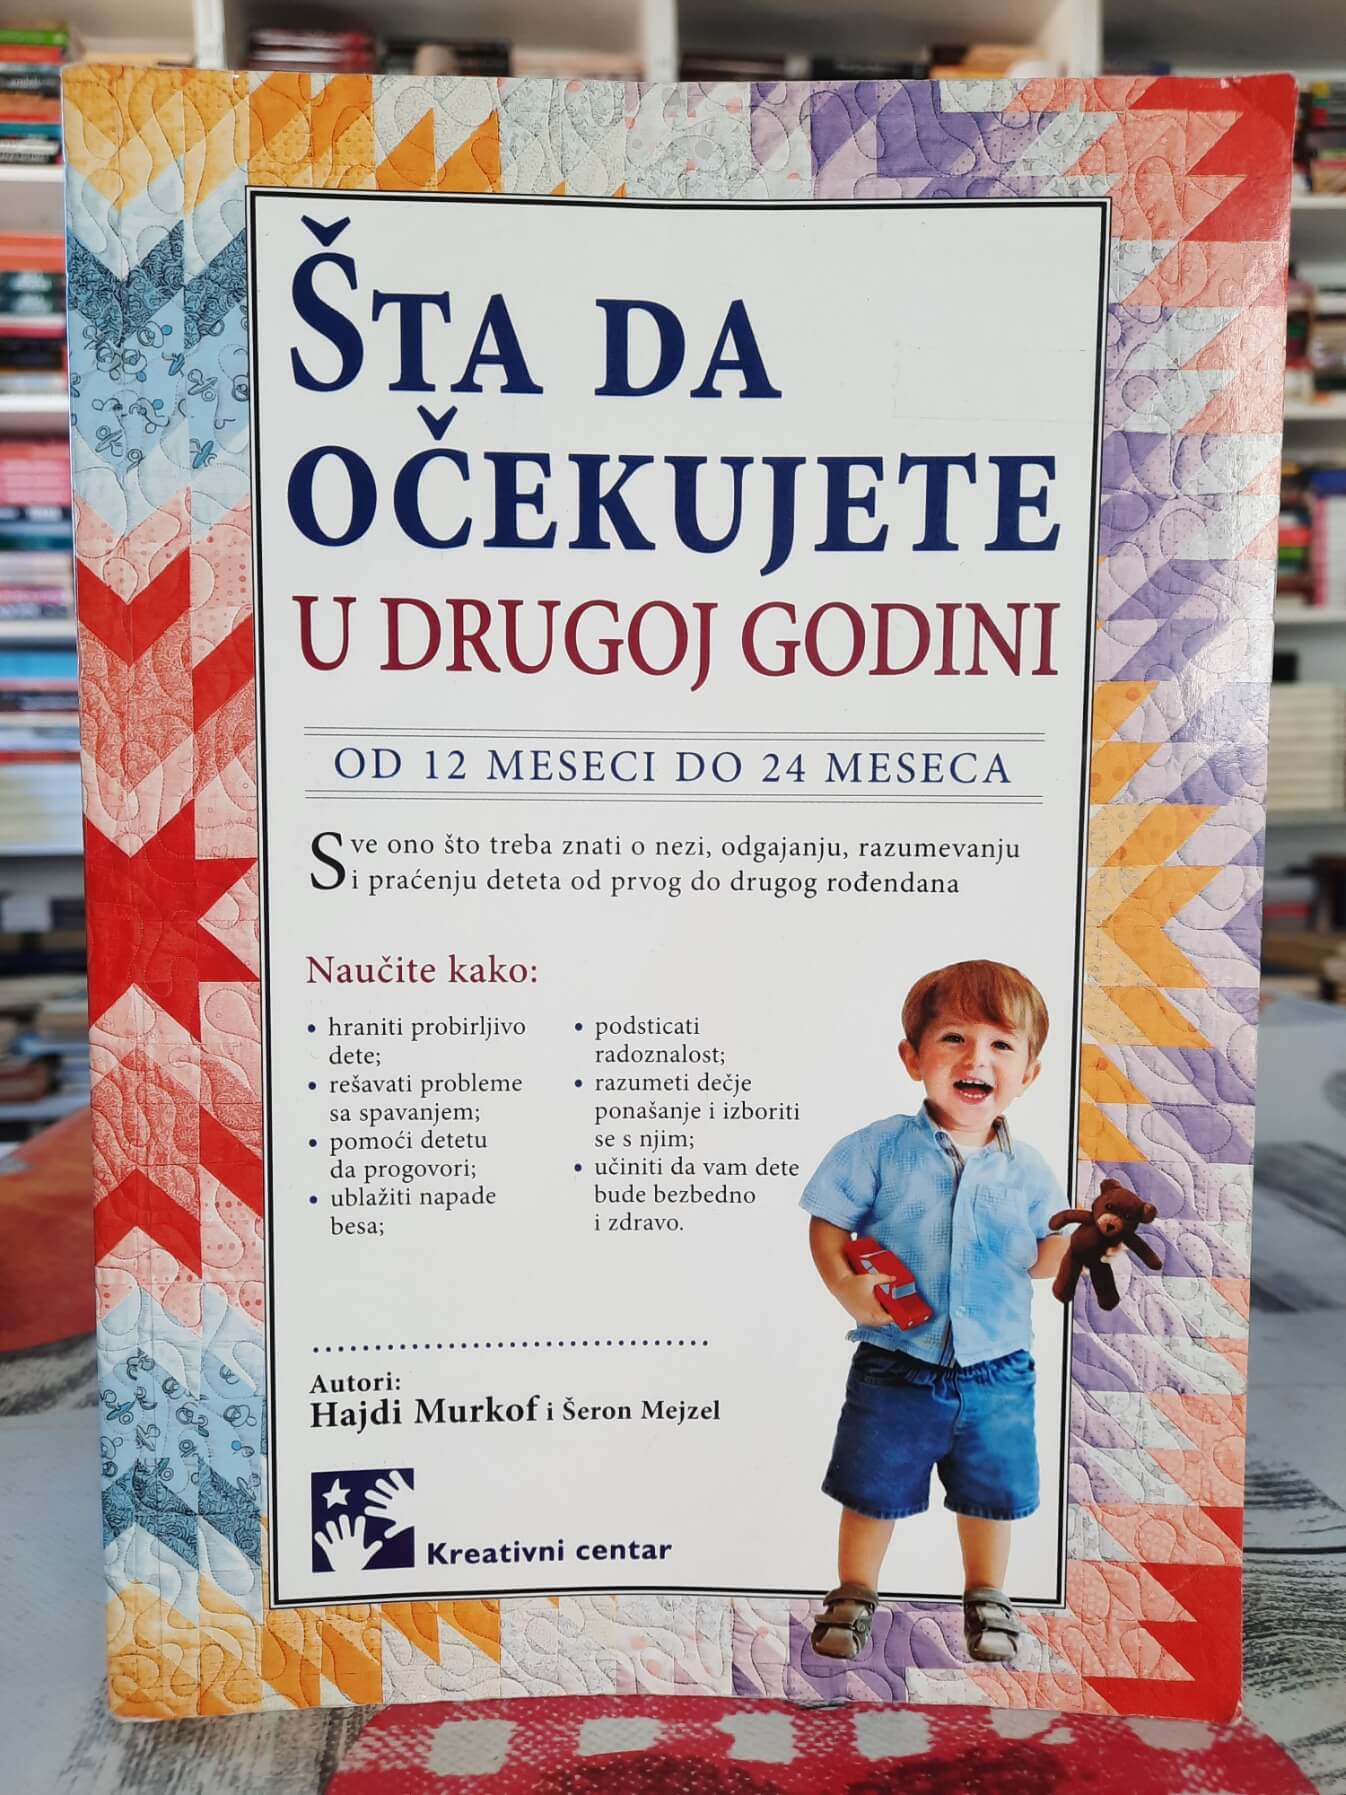 ŠTA DA
OČEKUJETE
U DRUGOJ GODINI
OD 12 MESECI DO 24 MESECA
Sve ono što treba znati o nezi, odgajanju, razumevanju
i praćenju deteta od prvog do drugog rođendana
Naučite kako:
• hraniti probirljivo
dete;
• rešavati probleme
sa spavanjem;
• pomoći detetu
da progovori;
• ublažiti napade
besa;
• podsticati
radoznalost;
• razumeti dečje
ponašanje i izboriti
se s njim;
• učiniti da vam dete
bude bezbedno
i zdravo.
Autori:
Hajdi Murkof i Šeron Mejzel
Kreativni centar